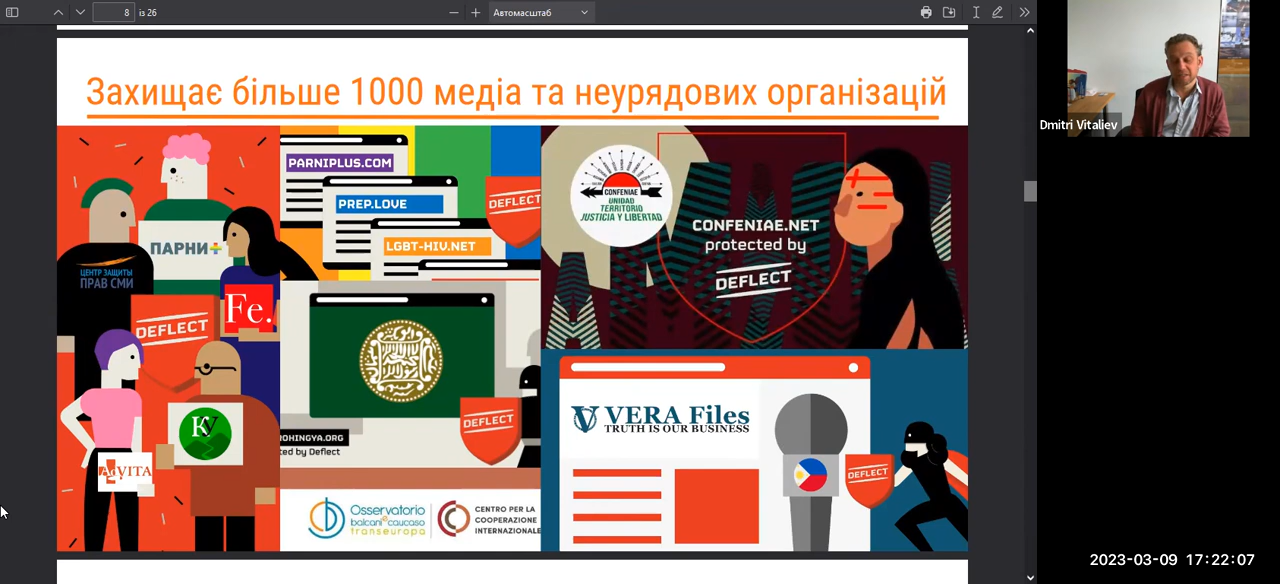 8 із 26
Автомасштаб
Захищає більше 1000 медіа та неурядових організацій
ПАРНИ+
ЦЕНТР ЗАЩИТЫ
ПРАВ СМИ
Fe.
DEFLECT
KV
AdVITA
PARNIPLUS.COM
PREP.LOVE
LGBT-HIV.NET
DEFLECT
DEFLECT
ROHINGYA.ORG
ted by Deflect
Osservatorio
balcani e caucaso
transeuropa
CENTRO PER LA
COOPERAZIONE
INTERNAZIONALE
CONFENIAE
UNIDAD
TERRITORIO
JUSTICIA Y LIBERTAD
CONFENIAE.NET
protected by
DEFLECT
VERA Files
TRUTH IS OUR BUSINESS
DEFLECT
Dmitri Vitaliev
2023-03-09 17:22:07